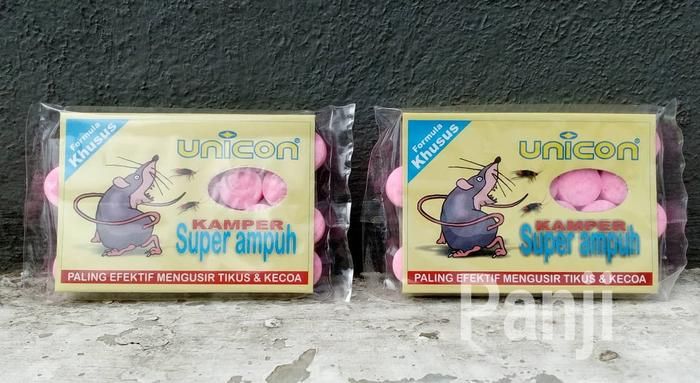 Formula
Khusus
UNICON
KAMPER
Super ampuh
PALING EFEKTIF MENGUSIR TIKUS & KECOA
Formula
Khusus
UNICON
KAMPER
Super ampuh
PALING EFEKTIF MENGUSIR TIKUS & KECOA
Panji